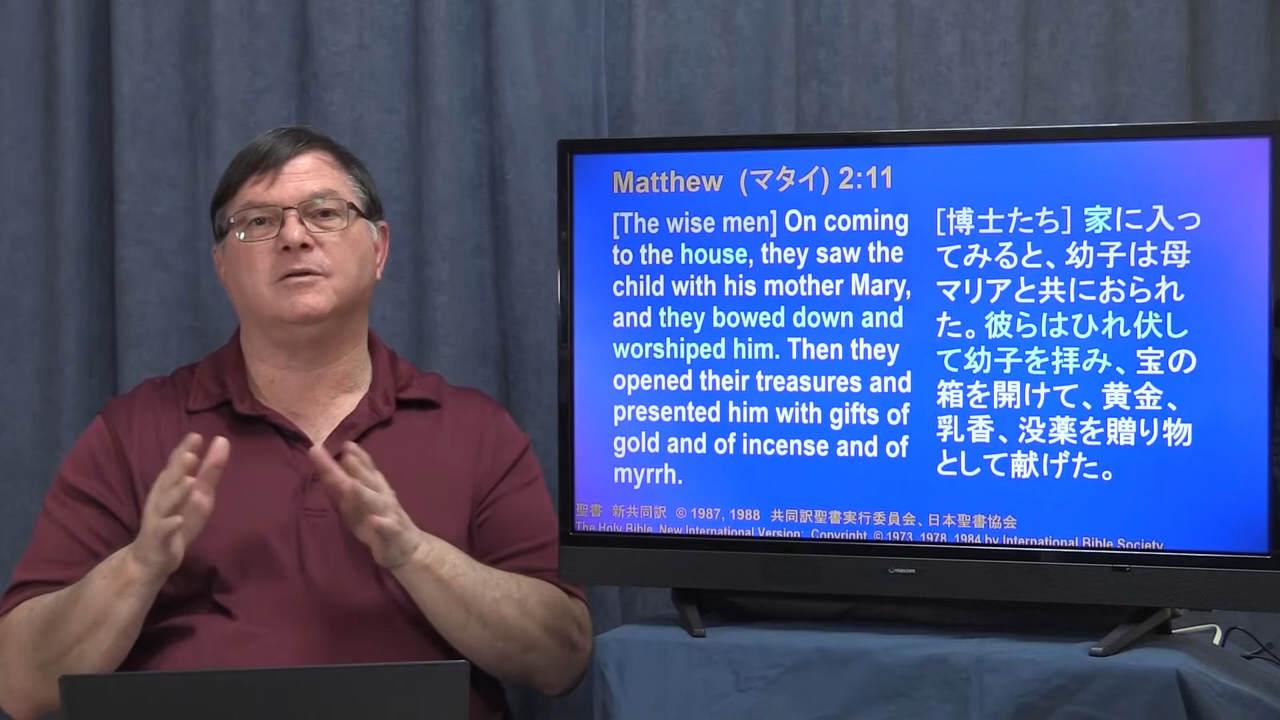 Matthew (マタイ) 2:11
[The wise men] On coming
to the house, they saw the
child with his mother Mary,
and they bowed down and
worshiped him. Then they
opened their treasures and
presented him with gifts of
gold and of incense and of
myrrh.
[博士たち] 家に入っ
てみると、幼子は母
マリアと共におられ
た。彼らはひれ伏し
て幼子を拝み、宝の
箱を開けて、黄金、
乳香、没薬を贈り物
として献げた。
聖書 新共同訳 © 1987, 1988 共同訳聖書実行委員会、日本聖書協会
The Holy Bible, New International Version; Copyright © 1973, 1978, 1984 by International Bible Society
maxzen